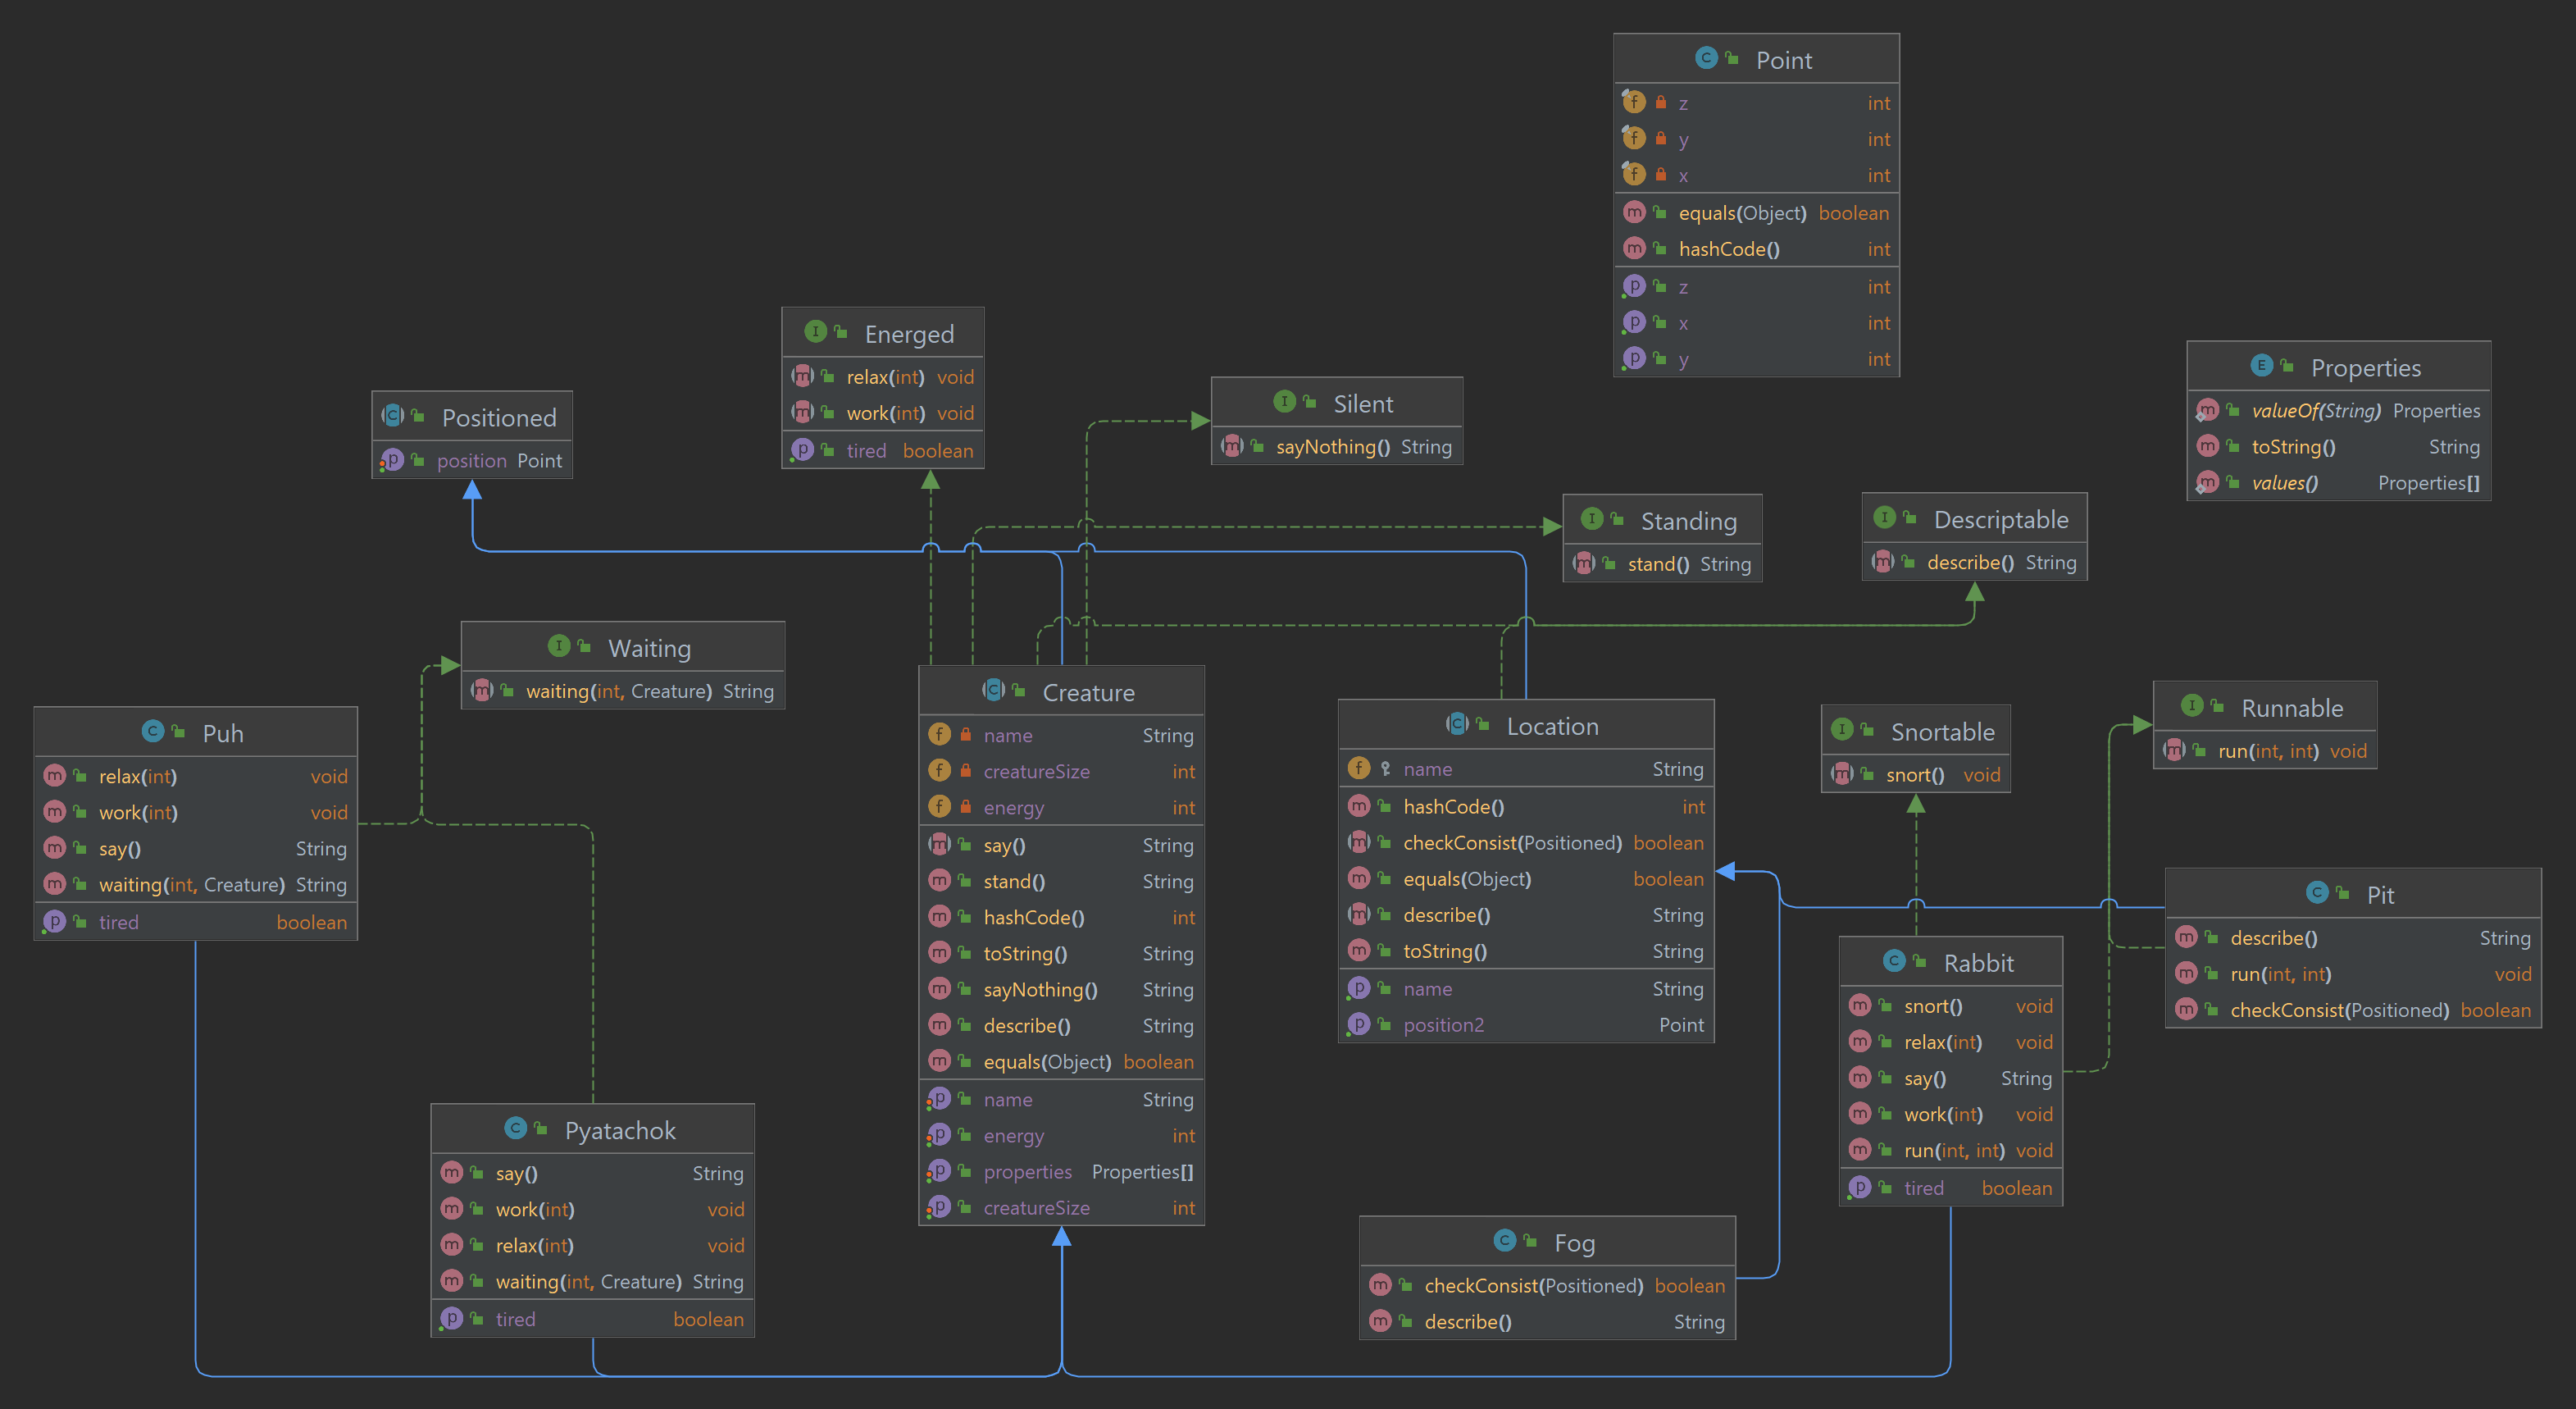 Point
z int
y int
x int
equals(Object) boolean
hashCode() int
z int
x int
y int
Energed
relax(int) void
work(int) void
tired boolean
Properties
valueOf(String) Properties
toString() String
values() Properties[]
Silent
sayNothing() String
Positioned
position Point
Standing
stand() String
Descriptable
describe() String
Waiting
waiting(int, Creature) String
Creature
name String
creatureSize int
energy int
say() String
stand() String
hashCode() int
toString() String
sayNothing() String
describe() String
equals(Object) boolean
name String
energy int
properties Properties[]
creatureSize int
Runnable
run(int, int) void
Location
name String
hashCode() int
checkConsist(Positioned) boolean
equals(Object) boolean
describe() String
toString() String
name String
position2 Point
Snortable
snort() void
Puh
relax(int) void
work(int) void
say() String
waiting(int, Creature) String
tired boolean
Pit
describe() String
run(int, int) void
checkConsist(Positioned) boolean
Rabbit
snort() void
relax(int) void
say() String
work(int) void
run(int, int) void
tired boolean
Pyatachok
say() String
work(int) void
relax(int) void
waiting(int, Creature) String
tired boolean
Fog
checkConsist(Positioned) boolean
describe() String